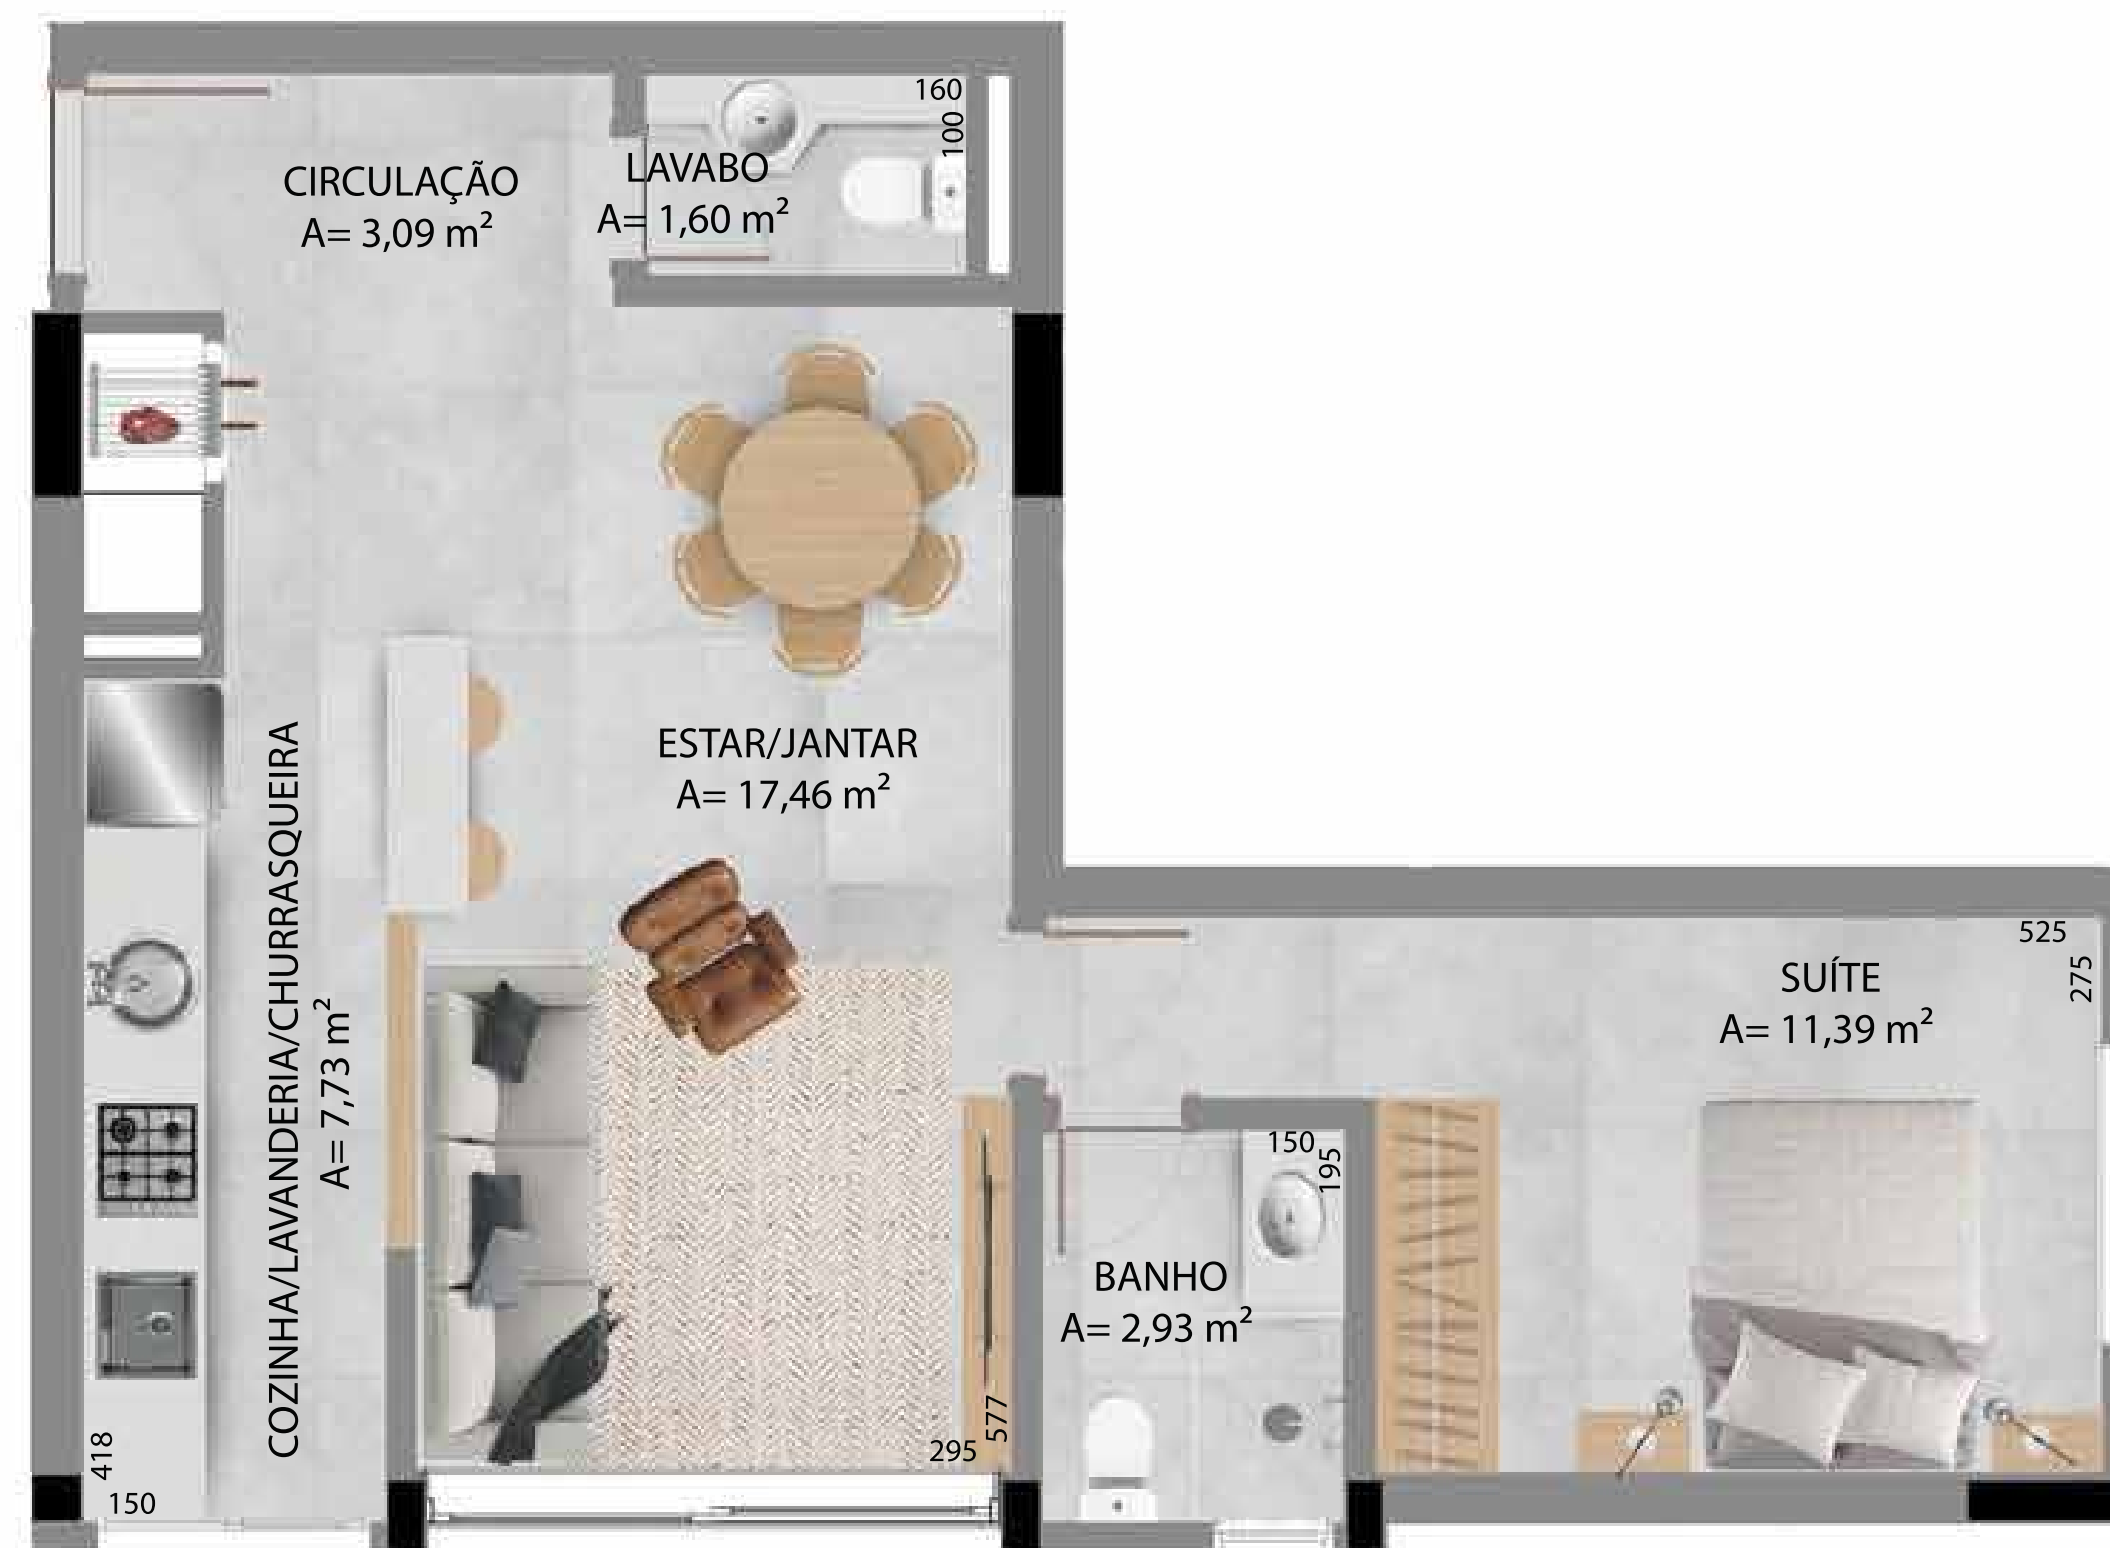 160
100
CIRCULAÇÃO
A= 3,09 m²
LAVABO
A= 1,60 m²
ESTAR/JANTAR
A= 17,46 m²
COZINHA/LAVANDERIA/CHURRASQUEIRA
A= 7,73 m²
525
275
SUÍTE
A= 11,39 m²
150
195
BANHO
A= 2,93 m²
577
295
418
150